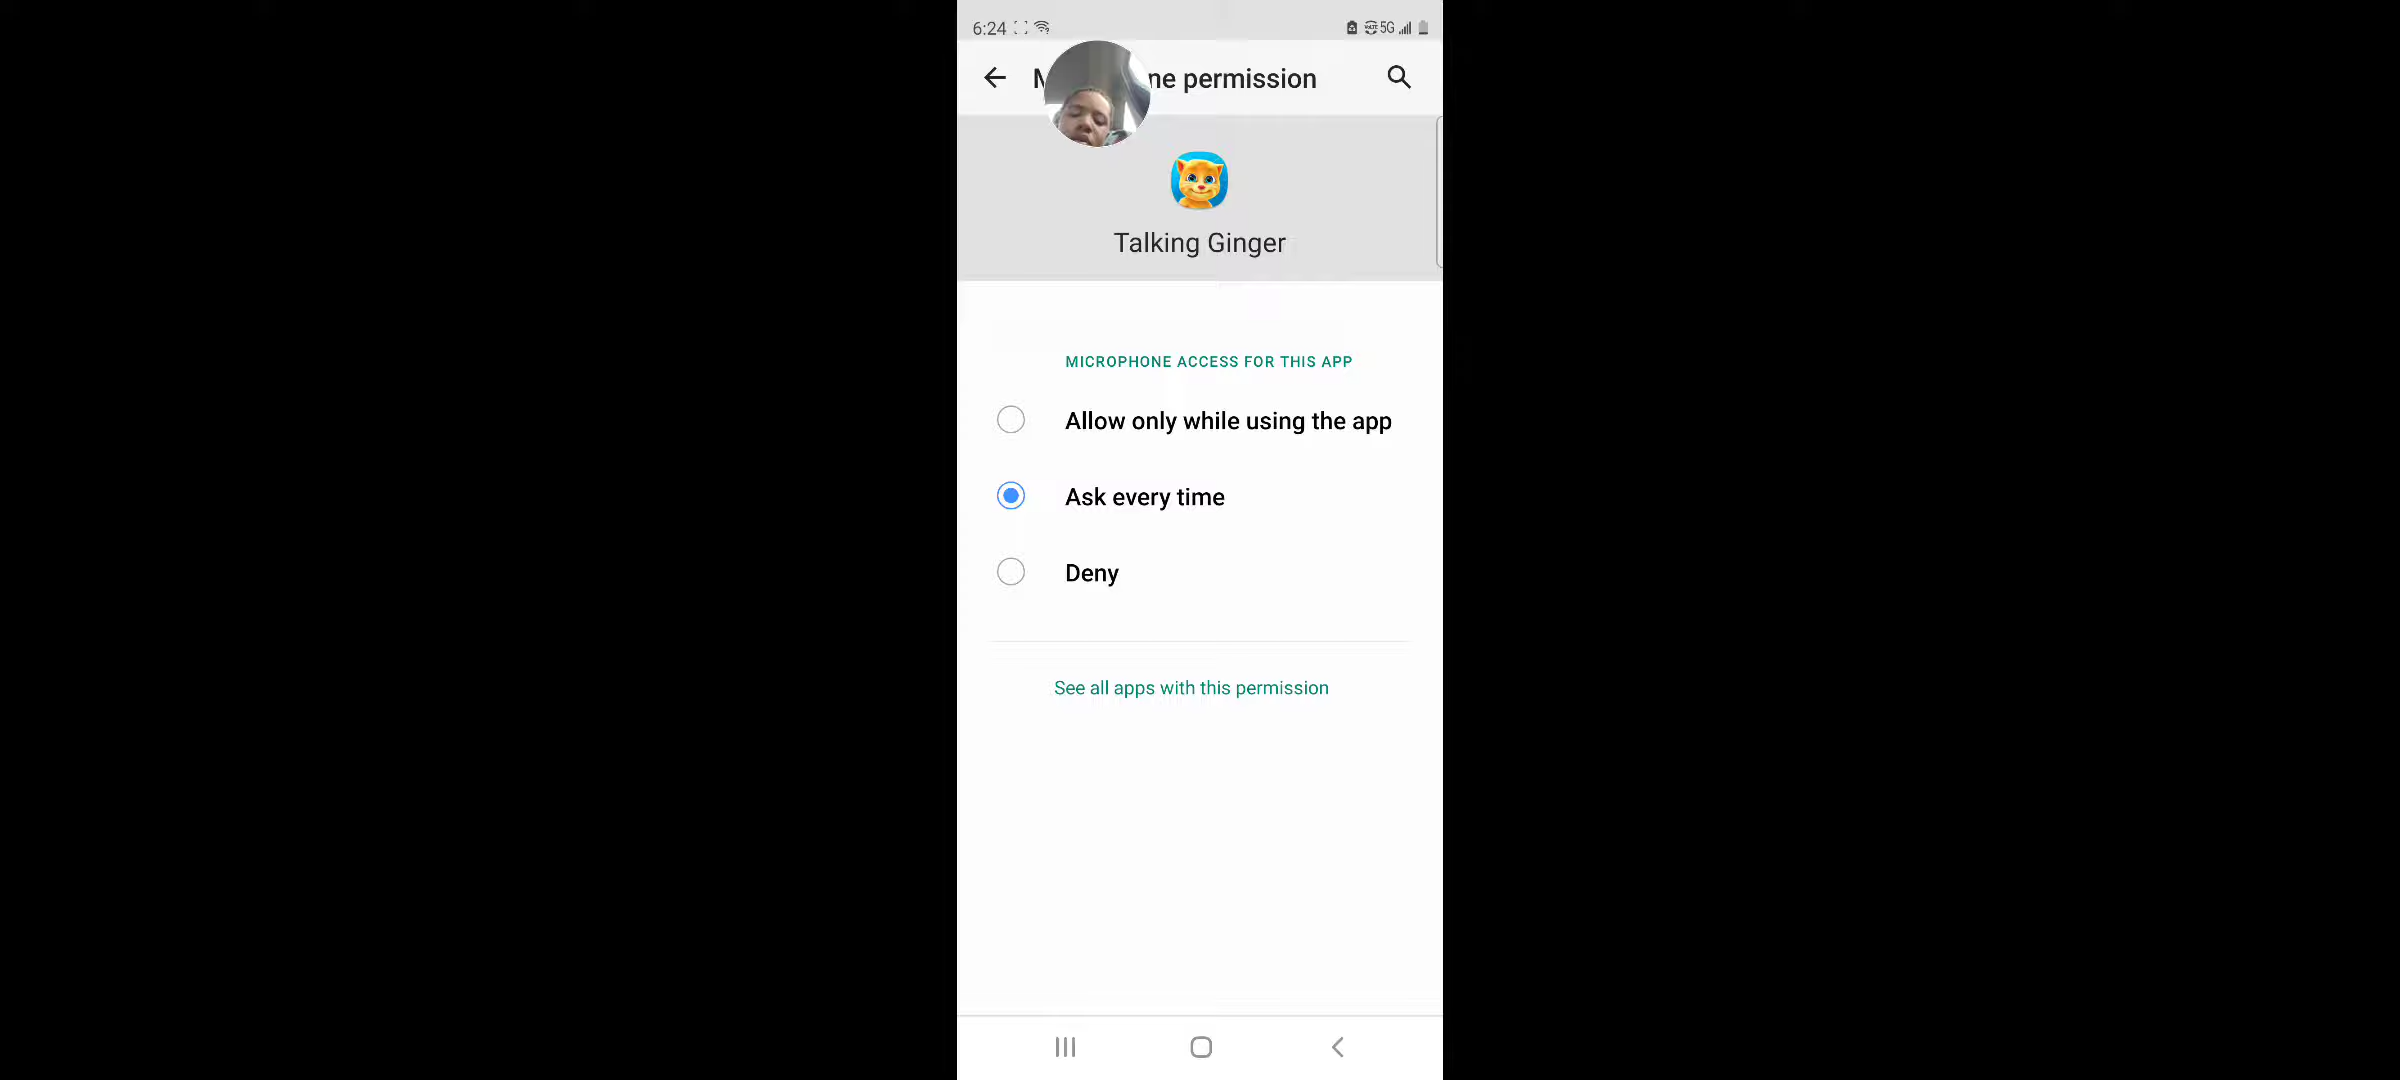 6:24 5G
ne permission
Talking Ginger
MICROPHONE ACCESS FOR THIS APP
Allow only while using the app
Ask every time
Deny
See all apps with this permission